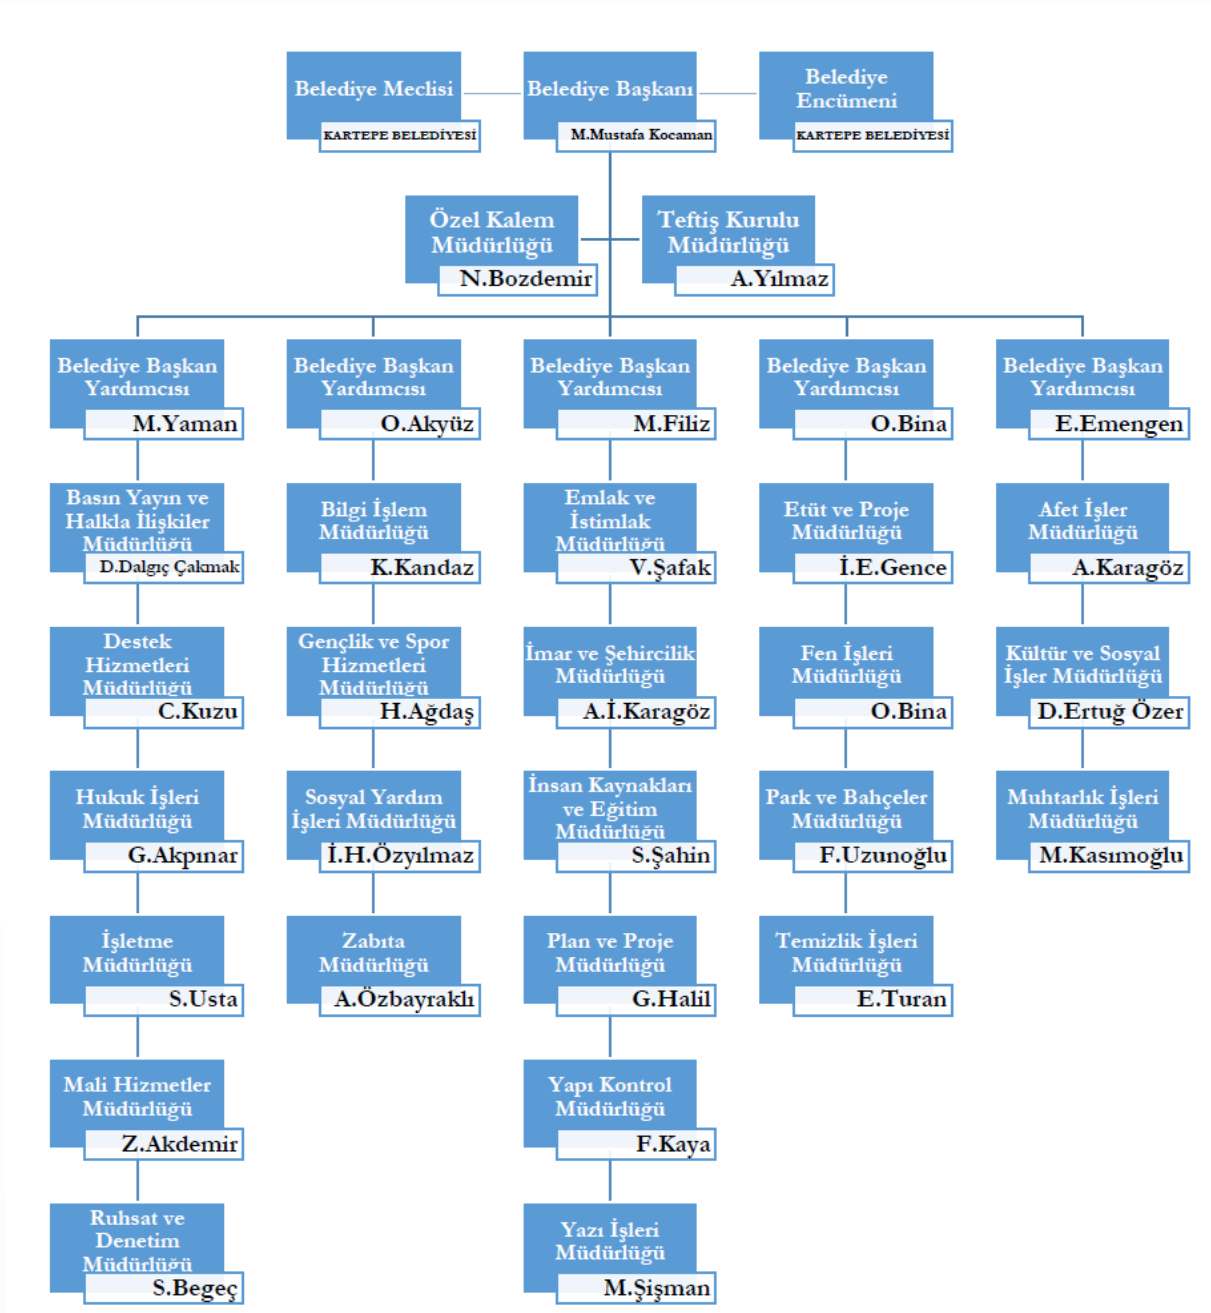 Belediye Meclisi
KARTEPE BELEDİYESİ
Belediye Başkanı
M.Mustafa Kocaman
Belediye
Encümeni
KARTEPE BELEDİYESİ
Özel Kalem
Müdürlüğü
N.Bozdemir
Teftiş Kurulu
Müdürlüğü
A.Yılmaz
Belediye Başkan
Yardımcısı
M.Yaman
Basın Yayın ve
Halkla İlişkiler
Müdürlüğü
D.Dalgıç Çakmak
Destek
Hizmetleri
Müdürlüğü
C.Kuzu
Hukuk İşleri
Müdürlüğü
G.Akpınar
İşletme
Müdürlüğü
S.Usta
Mali Hizmetler
Müdürlüğü
Z.Akdemir
Ruhsat ve
Denetim
Müdürlüğü
S.Begeç
Belediye Başkan
Yardımcısı
O.Akyüz
Bilgi İşlem
Müdürlüğü
K.Kandaz
Gençlik ve Spor
Hizmetleri
Müdürlüğü
H.Ağdaş
Sosyal Yardım
İşleri Müdürlüğü
İ.H.Özyılmaz
Zabıta
Müdürlüğü
A.Özbayraklı
Belediye Başkan
Yardımcısı
M.Filiz
Emlak ve
İstimlak
Müdürlüğü
V.Şafak
İmar ve Şehircilik
Müdürlüğü
A.İ.Karagöz
İnsan Kaynakları
ve Eğitim
Müdürlüğü
S.Şahin
Plan ve Proje
Müdürlüğü
G.Halil
Yapı Kontrol
Müdürlüğü
F.Kaya
Yazı İşleri
Müdürlüğü
M.Şişman
Belediye Başkan
Yardımcısı
O.Bina
Etüt ve Proje
Müdürlüğü
İ.E.Gence
Fen İşleri
Müdürlüğü
O.Bina
Park ve Bahçeler
Müdürlüğü
F.Uzunoğlu
Temizlik İşleri
Müdürlüğü
E.Turan
Belediye Başkan
Yardımcısı
E.Emengen
Afet İşler
Müdürlüğü
A.Karagöz
Kültür ve Sosyal
İşler Müdürlüğü
D.Ertuğ Özer
Muhtarlık İşleri
Müdürlüğü
M.Kasımoğlu